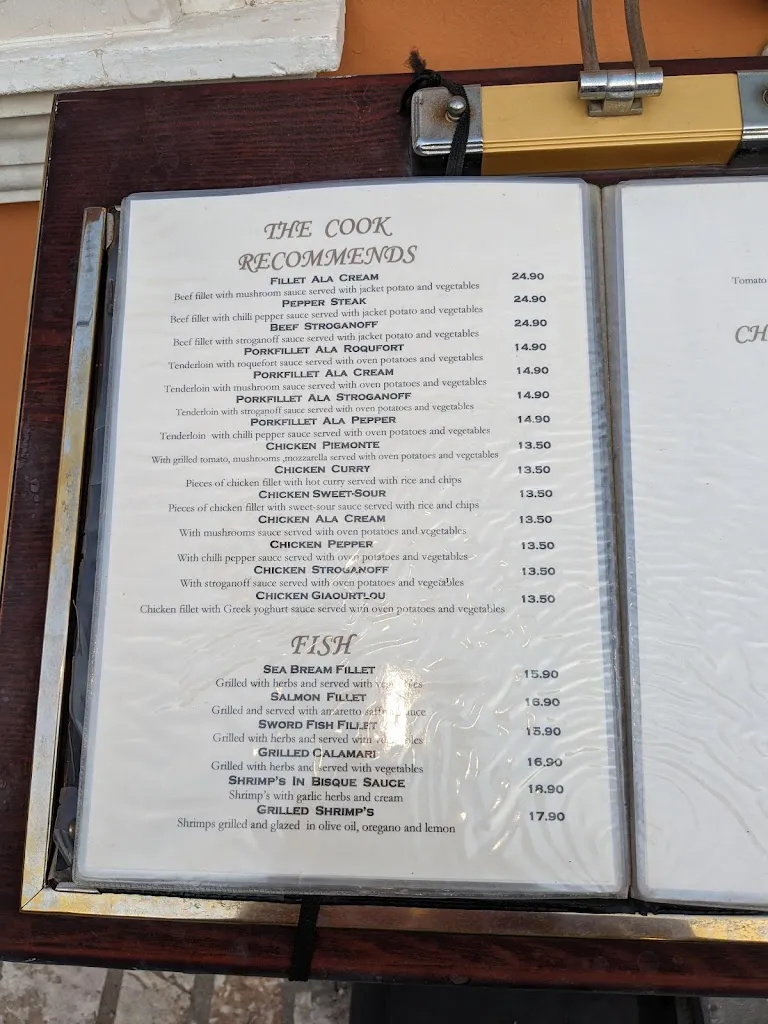 THE COOK
RECOMMENDS
FILLET ALA CREAM 24.90
Beef fillet with mushroom sauce served with jacket potato and vegetables
PEPPER STEAK 24.90
Beef fillet with chilli pepper sauce served with jacket potato and vegetables
BEEF STROGANOFF 24.90
Beef fillet with stroganoff sauce served with jacket potato and vegetables
PORKFILLET ALA ROQUFORT 14.90
Tenderloin with roquefort sauce served with oven potatoes and vegetables
PORKFILLET ALA CREAM 14.90
Tenderloin with mushroom sauce served with oven potatoes and vegetables
PORKFILLET ALA STROGANOFF 14.90
Tenderloin with stroganoff sauce served with oven potatoes and vegetables
PORKFILLET ALA PEPPER 14.90
Tenderloin with chilli pepper sauce served with oven potatoes and vegetables
CHICKEN PIEMONTE 13.50
With grilled tomato, mushrooms ,mozzarella served with oven potatoes and vegetables
CHICKEN CURRY 13.50
Pieces of chicken fillet with hot curry served with rice and chips
CHICKEN SWEET-SOUR 13.50
Pieces of chicken fillet with sweet-sour sauce served with rice and chips
CHICKEN ALA CREAM 13.50
With mushrooms sauce served with oven potatoes and vegetables
CHICKEN PEPPER 13.50
With chilli pepper sauce served with oven potatoes and vegetables
CHICKEN STROGANOFF 13.50
With stroganoff sauce served with oven potatoes and vegetables
CHICKEN GIAOURTLOU 13.50
Chicken fillet with Greek yoghurt sauce served with oven potatoes and vegetables
FISH
SEA BREAM FILLET 15.90
Grilled with herbs and served with vegetables
SALMON FILLET 16.90
Grilled and served with amaretto saffron sauce
SWORD FISH FILLET 15.90
Grilled with herbs and served with vegetables
GRILLED CALAMARI 16.90
Grilled with herbs and served with vegetables
SHRIMP'S IN BISQUE SAUCE 18.90
Shrimp's with garlic herbs and cream
GRILLED SHRIMP'S 17.90
Shrimps grilled and glazed in olive oil, oregano and lemon
Tomato
CH